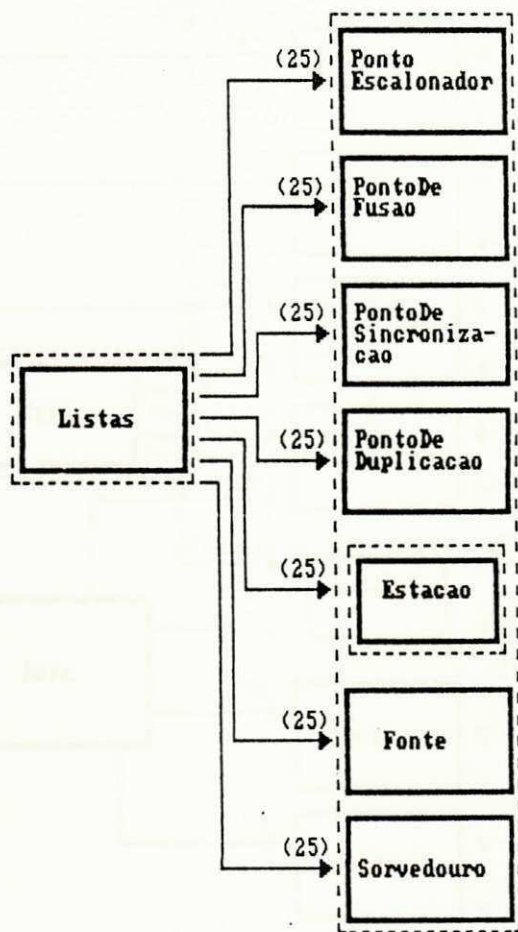 (25)
Ponto
Escalonador
(25)
PontoDe
Fusao
(25)
PontoDe
Sincroniza-
cao
Listas
(25)
PontoDe
Duplicacao
(25)
Estacao
(25)
Fonte
(25)
Sorvedouro